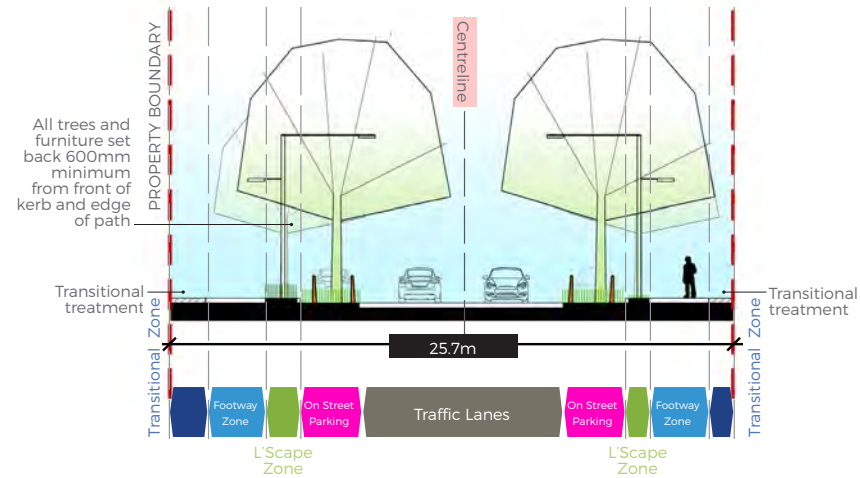 PROPERTY BOUNDARY
Centreline
All trees and
furniture set
back 600mm
minimum
from front of
kerb and edge
of path
Transitional
treatment
Transitional
treatment
Transitional Zone
Transitional Zone
25.7m
Footway
Zone
On Street
Parking
Traffic Lanes
On Street
Parking
Footway
Zone
L'Scape
Zone
L'Scape
Zone